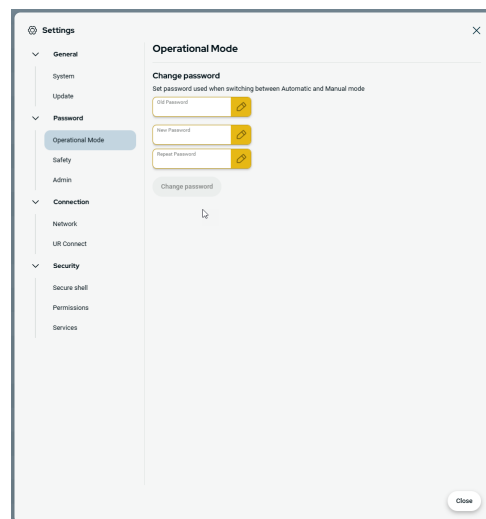 Settings
General
System
Update
Password
Operational Mode
Safety
Admin
Connection
Network
UR Connect
Security
Secure shell
Permissions
Services
Operational Mode
Change password
Set password used when switching between Automatic and Manual mode
Old Password
New Password
Repeat Password
Change password
Close